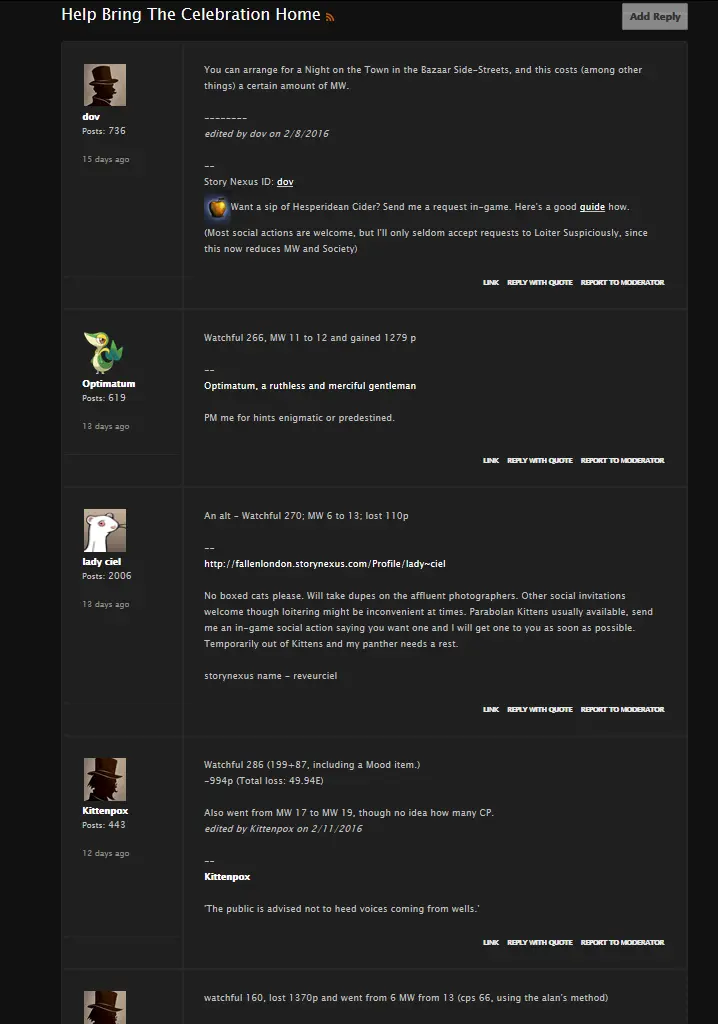 Help Bring The Celebration Home
Add Reply
dov
Posts: 736
15 days ago
You can arrange for a Night on the Town in the Bazaar Side-Streets, and this costs (among other
things) a certain amount of MW.
--------
edited by dov on 2/8/2016
--
Story Nexus ID: dov
Want a sip of Hesperidean Cider? Send me a request in-game. Here's a good guide how.
(Most social actions are welcome, but I'll only seldom accept requests to Loiter Suspiciously, since
this now reduces MW and Society)
LINK REPLY WITH QUOTE REPORT TO MODERATOR
Optimatum
Posts: 619
13 days ago
Watchful 266, MW 11 to 12 and gained 1279 p
--
Optimatum, a ruthless and merciful gentleman
PM me for hints enigmatic or predestined.
LINK REPLY WITH QUOTE REPORT TO MODERATOR
lady ciel
Posts: 2006
13 days ago
An alt - Watchful 270; MW 6 to 13; lost 110p
--
http://fallenlondon.storynexus.com/Profile/lady~ciel
No boxed cats please. Will take dupes on the affluent photographers. Other social invitations
welcome though loitering might be inconvenient at times. Parabolan Kittens usually available, send
me an in-game social action saying you want one and I will get one to you as soon as possible.
Temporarily out of Kittens and my panther needs a rest.
storynexus name - reveurciel
LINK REPLY WITH QUOTE REPORT TO MODERATOR
Kittenpox
Posts: 443
12 days ago
Watchful 286 (199+87, including a Mood item.)
-994p (Total loss: 49.94E)
Also went from MW 17 to MW 19, though no idea how many CP.
edited by Kittenpox on 2/11/2016
--
Kittenpox
'The public is advised not to heed voices coming from wells.'
LINK REPLY WITH QUOTE REPORT TO MODERATOR
watchful 160, lost 1370p and went from 6 MW from 13 (cps 66, using the alan's method)